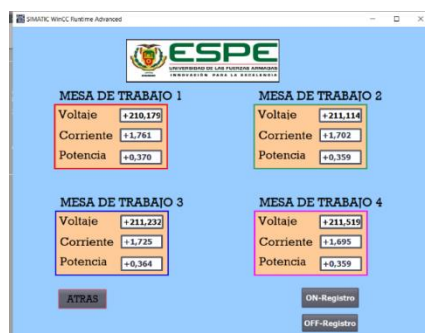 SIMATIC WinCC Runtime Advanced
ESPE
UNIVERSIDAD DE LAS FUERZAS ARMADAS
INNOVACIÓN PARA LA EXCELENCIA
MESA DE TRABAJO 1
Voltaje +210,179
Corriente +1,761
Potencia +0,370
MESA DE TRABAJO 2
Voltaje +211,114
Corriente +1,702
Potencia +0,359
MESA DE TRABAJO 3
Voltaje +211,232
Corriente +1,725
Potencia +0,364
MESA DE TRABAJO 4
Voltaje +211,519
Corriente +1,695
Potencia +0,359
ATRAS
ON-Registro
OFF-Registro